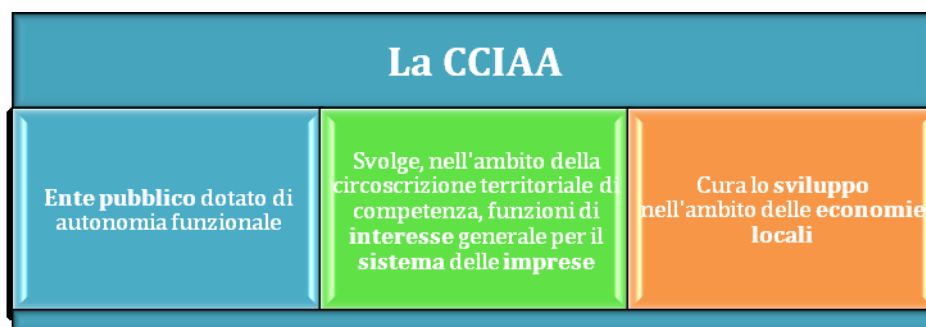 La CCIAA
Ente pubblico dotato di
autonomia funzionale
Svolge, nell'ambito della
circoscrizione territoriale di
competenza, funzioni di
interesse generale per il
sistema delle imprese
Cura lo sviluppo
nell'ambito delle economie
locali